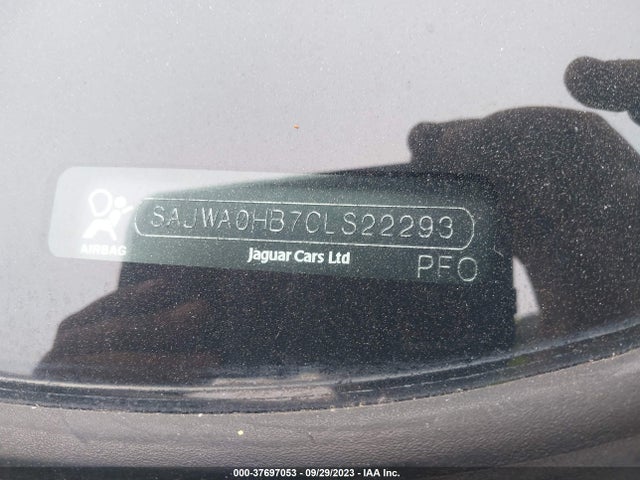 SAJWA0HB7CLS22293
AIRBAG
Jaguar Cars Ltd
PFO
000-37697053 - 09/29/2023 - IAA Inc.